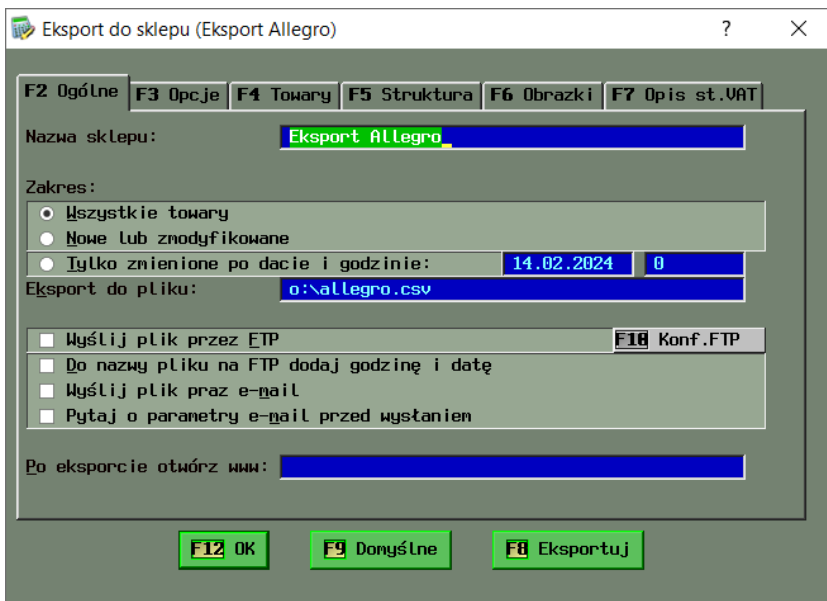 Eksport do sklepu (Eksport Allegro) ?
F2 Ogólne F3 Opcje F4 Towary F5 Struktura F6 Obrazki F7 Opis st.VAT
Nazwa sklepu: Eksport Allegro
Zakres:
Wszystkie towary
Nowe lub zmodyfikowane
Tylko zmienione po dacie i godzinie: 14.02.2024 0
Eksport do pliku: o:\allegro.csv
Wyślij plik przez FTP F10 Konf.FTP
Do nazwy pliku na FTP dodaj godzinę i datę
Wyślij plik praz e-mail
Pytaj o parametry e-mail przed wysłaniem
Po eksporcie otwórz www:
F12 OK F9 Domyślne F8 Eksportuj